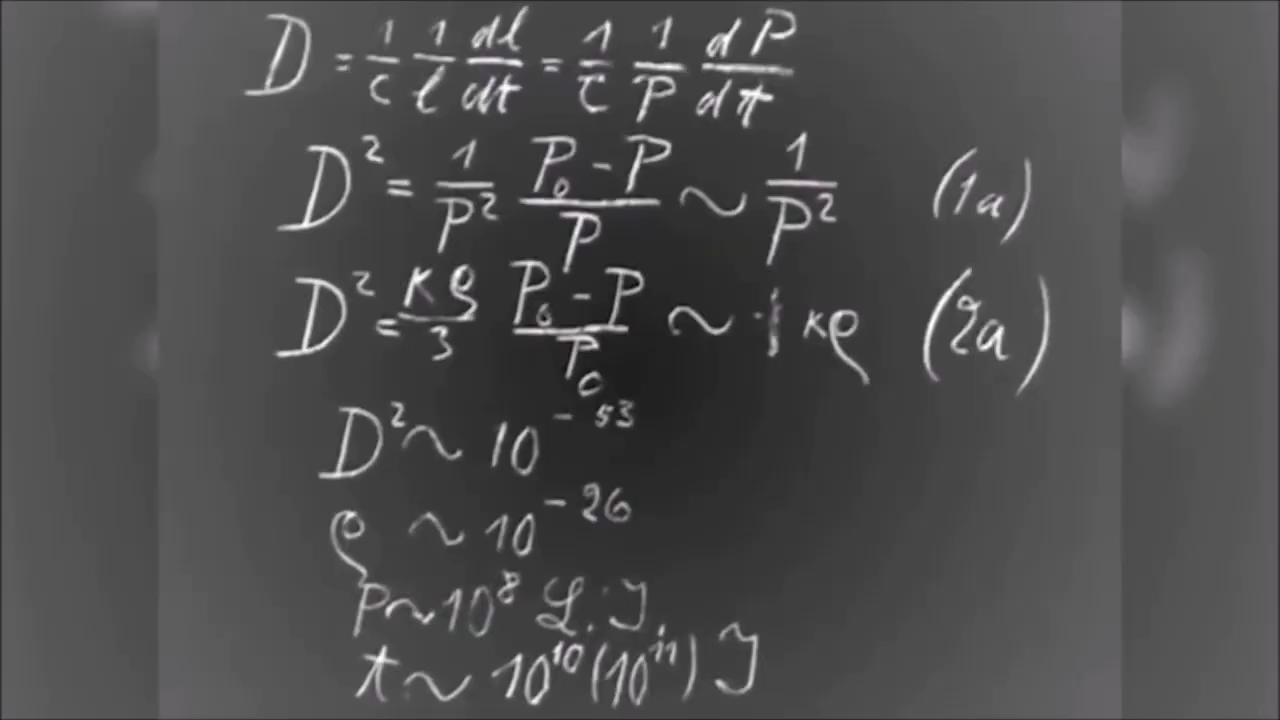 D = 1/c 1/l dl/dt = 1/c 1/P dP/dt
D² = 1/P² (P₀ - P)/P ~ 1/P² (1a)
D² = κρ/3 (P₀ - P)/P₀ ~ κρ (2a)
D² ~ 10⁻⁵³
ρ ~ 10⁻²⁶
P ~ 10⁸ L.J.
t ~ 10¹⁰(10¹¹) J